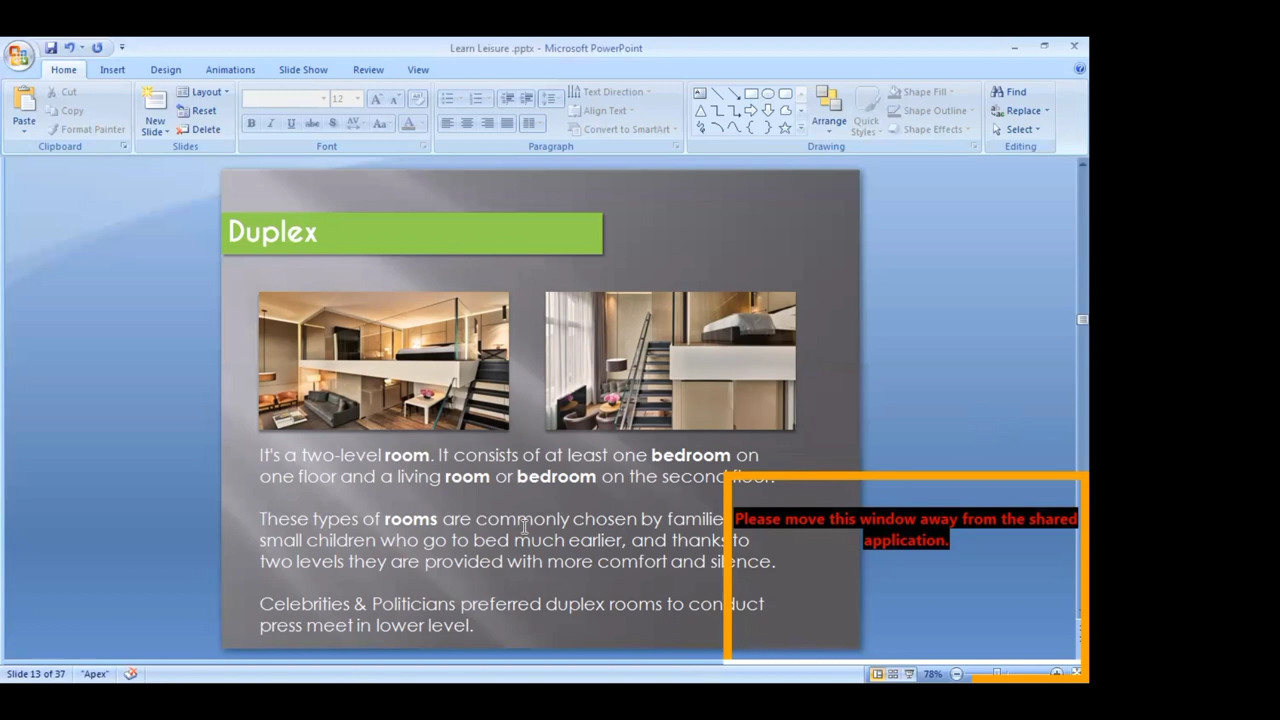 Learn Leisure .pptx - Microsoft PowerPoint
Home Insert Design Animations Slide Show Review View
Paste
Cut
Copy
Format Painter
Clipboard
New Slide
Layout
Reset
Delete
Slides
12
Font
Text Direction
Align Text
Convert to SmartArt
Paragraph
Arrange
Quick Styles
Shape Fill
Shape Outline
Shape Effects
Drawing
Find
Replace
Select
Editing
Duplex
It's a two-level room. It consists of at least one bedroom on
one floor and a living room or bedroom on the second floor.
These types of rooms are commonly chosen by familie
small children who go to bed much earlier, and thanks to
two levels they are provided with more comfort and silence.
Celebrities & Politicians preferred duplex rooms to conduct
press meet in lower level.
Please move this window away from the shared
application.
Slide 13 of 37 "Apex" 78%